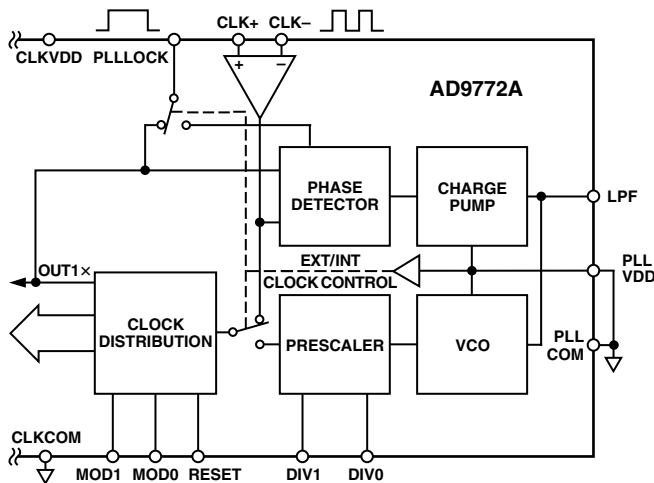 CLK+ CLK–
CLKVDD PLLLOCK
+ –
AD9772A
PHASE
DETECTOR
CHARGE
PUMP
LPF
OUT1×
EXT/INT
CLOCK CONTROL
PLL
VDD
CLOCK
DISTRIBUTION
PRESCALER
VCO
PLL
COM
CLKCOM
MOD1 MOD0 RESET DIV1 DIV0